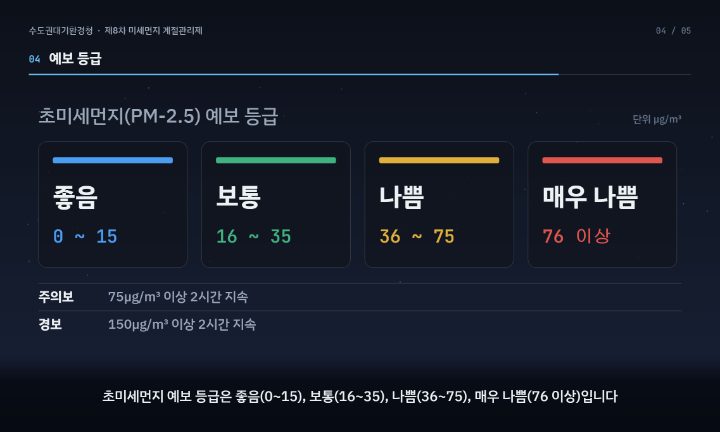 수도권대기환경청 · 제8차 미세먼지 계절관리제
04 / 05
04 예보 등급
초미세먼지(PM-2.5) 예보 등급
단위 µg/m³
좋음
0 ~ 15
보통
16 ~ 35
나쁨
36 ~ 75
매우 나쁨
76 이상
주의보 75µg/m³ 이상 2시간 지속
경보 150µg/m³ 이상 2시간 지속
초미세먼지 예보 등급은 좋음(0~15), 보통(16~35), 나쁨(36~75), 매우 나쁨(76 이상)입니다